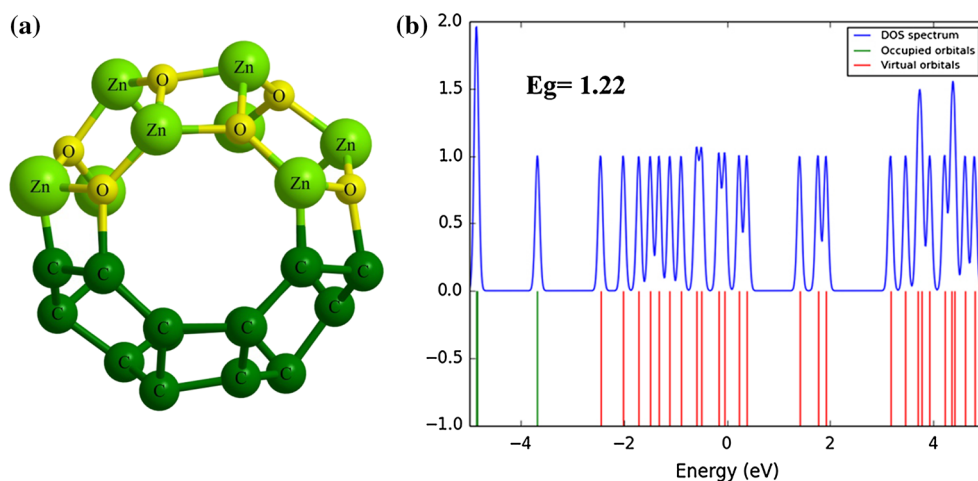 (a)
Zn O Zn
O
Zn O
O Zn
Zn O Zn O
C C C C
C C
C C
C C C
C
(b)
2.0
1.5
1.0
0.5
0.0
−0.5
−1.0
Eg= 1.22
DOS spectrum
Occupied orbitals
Virtual orbitals
−4 −2 0 2 4
Energy (eV)